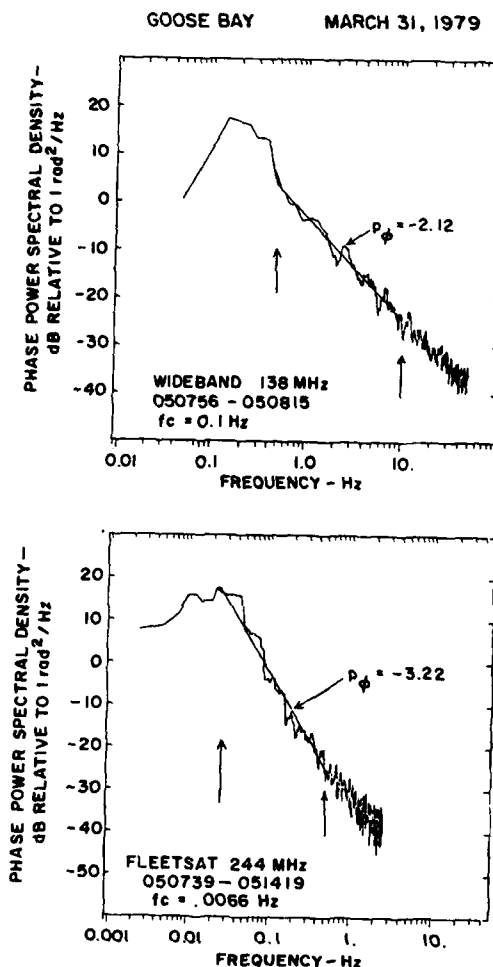 GOOSE BAY MARCH 31, 1979
PHASE POWER SPECTRAL DENSITY—
dB RELATIVE TO 1 rad²/Hz
20
10
0
-10
-20
-30
-40
pϕ = -2.12
WIDEBAND 138 MHz
050756 - 050815
fc = 0.1 Hz
0.01 0.1 1.0 10.
FREQUENCY - Hz
PHASE POWER SPECTRAL DENSITY—
dB RELATIVE TO 1 rad²/Hz
20
10
0
-10
-20
-30
-40
-50
pϕ = -3.22
FLEETSAT 244 MHz
050739 - 051419
fc = .0066 Hz
0.001 0.01 0.1 1. 10.
FREQUENCY - Hz